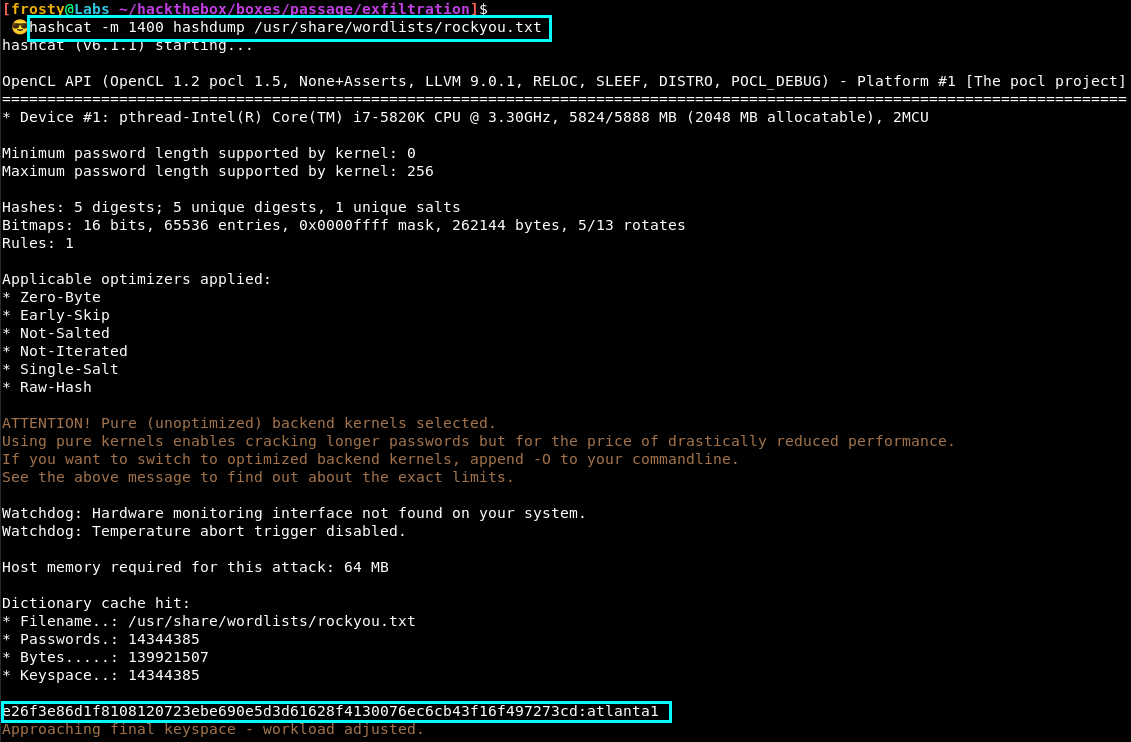 [frosty@Labs ~/hackthebox/boxes/passage/exfiltration]$
😎hashcat -m 1400 hashdump /usr/share/wordlists/rockyou.txt
hashcat (v6.1.1) starting...
OpenCL API (OpenCL 1.2 pocl 1.5, None+Asserts, LLVM 9.0.1, RELOC, SLEEF, DISTRO, POCL_DEBUG) - Platform #1 [The pocl project]
=============================================================================================================================
* Device #1: pthread-Intel(R) Core(TM) i7-5820K CPU @ 3.30GHz, 5824/5888 MB (2048 MB allocatable), 2MCU
Minimum password length supported by kernel: 0
Maximum password length supported by kernel: 256
Hashes: 5 digests; 5 unique digests, 1 unique salts
Bitmaps: 16 bits, 65536 entries, 0x0000ffff mask, 262144 bytes, 5/13 rotates
Rules: 1
Applicable optimizers applied:
* Zero-Byte
* Early-Skip
* Not-Salted
* Not-Iterated
* Single-Salt
* Raw-Hash
ATTENTION! Pure (unoptimized) backend kernels selected.
Using pure kernels enables cracking longer passwords but for the price of drastically reduced performance.
If you want to switch to optimized backend kernels, append -O to your commandline.
See the above message to find out about the exact limits.
Watchdog: Hardware monitoring interface not found on your system.
Watchdog: Temperature abort trigger disabled.
Host memory required for this attack: 64 MB
Dictionary cache hit:
* Filename..: /usr/share/wordlists/rockyou.txt
* Passwords.: 14344385
* Bytes.....: 139921507
* Keyspace..: 14344385
e26f3e86d1f8108120723ebe690e5d3d61628f4130076ec6cb43f16f497273cd:atlanta1
Approaching final keyspace - workload adjusted.